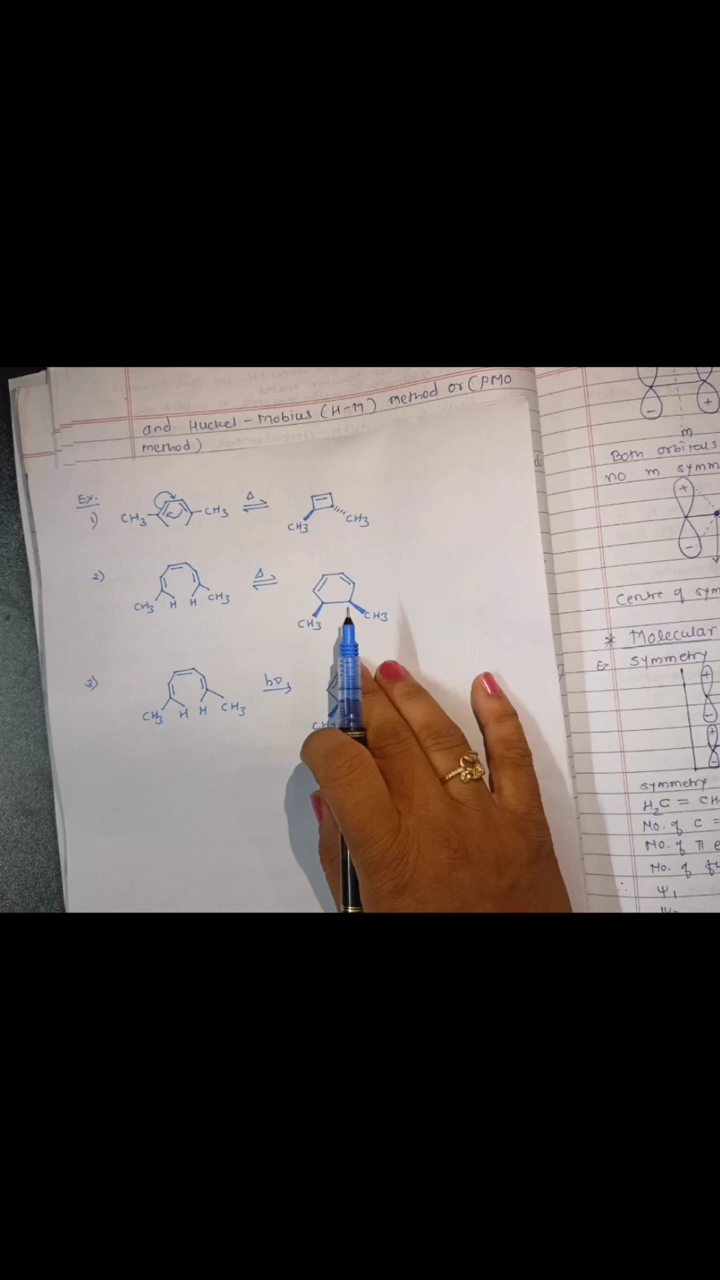 and Huckel-Mobius (H-M) method or (PMO
method)
Ex.
1) CH3 CH3 Δ ⇌ CH3 CH3
2) CH3 H H CH3 Δ ⇌ CH3 CH3
3) CH3 H H CH3 hν → CH3
+
-
m
Both orbitals
no m symm
+
-
Centre of sym
* Molecular
Ex symmetry
+
-
+
symmetry
H2C = CH
No. of C =
No. of π e
No. of
∴ Ψ1